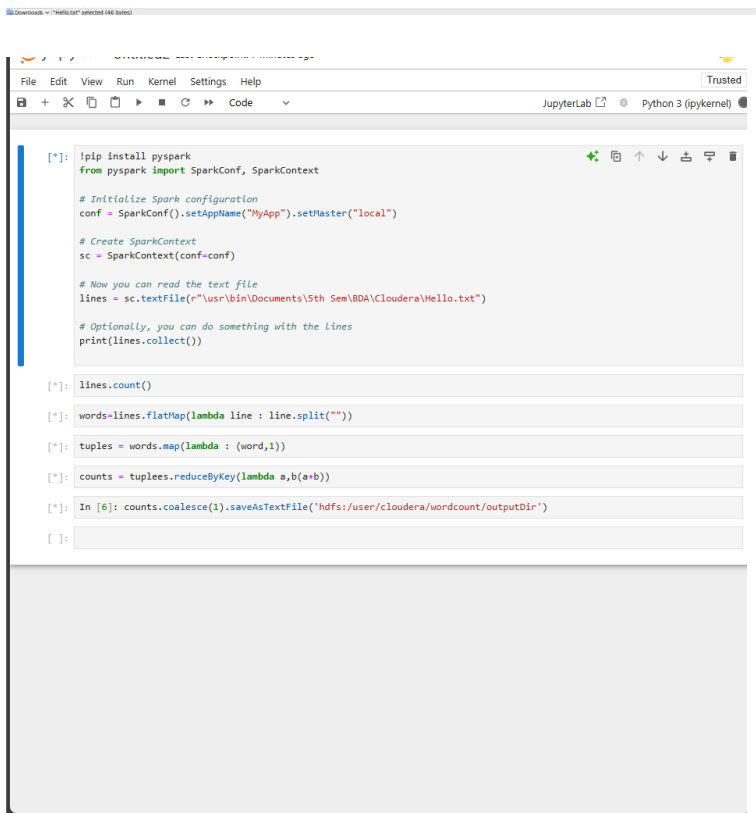 Downloads "Hello.txt" selected (46 bytes)
File Edit View Run Kernel Settings Help Trusted
Code JupyterLab Python 3 (ipykernel)
[*]: !pip install pyspark
from pyspark import SparkConf, SparkContext
# Initialize Spark configuration
conf = SparkConf().setAppName("MyApp").setMaster("local")
# Create SparkContext
sc = SparkContext(conf=conf)
# Now you can read the text file
lines = sc.textFile(r"\usr\bin\Documents\5th Sem\BDA\Cloudera\Hello.txt")
# Optionally, you can do something with the lines
print(lines.collect())
[*]: lines.count()
[*]: words=lines.flatMap(lambda line : line.split(""))
[*]: tuples = words.map(lambda : (word,1))
[*]: counts = tuplees.reduceByKey(lambda a,b(a+b))
[*]: In [6]: counts.coalesce(1).saveAsTextFile('hdfs:/user/cloudera/wordcount/outputDir')
[ ]: